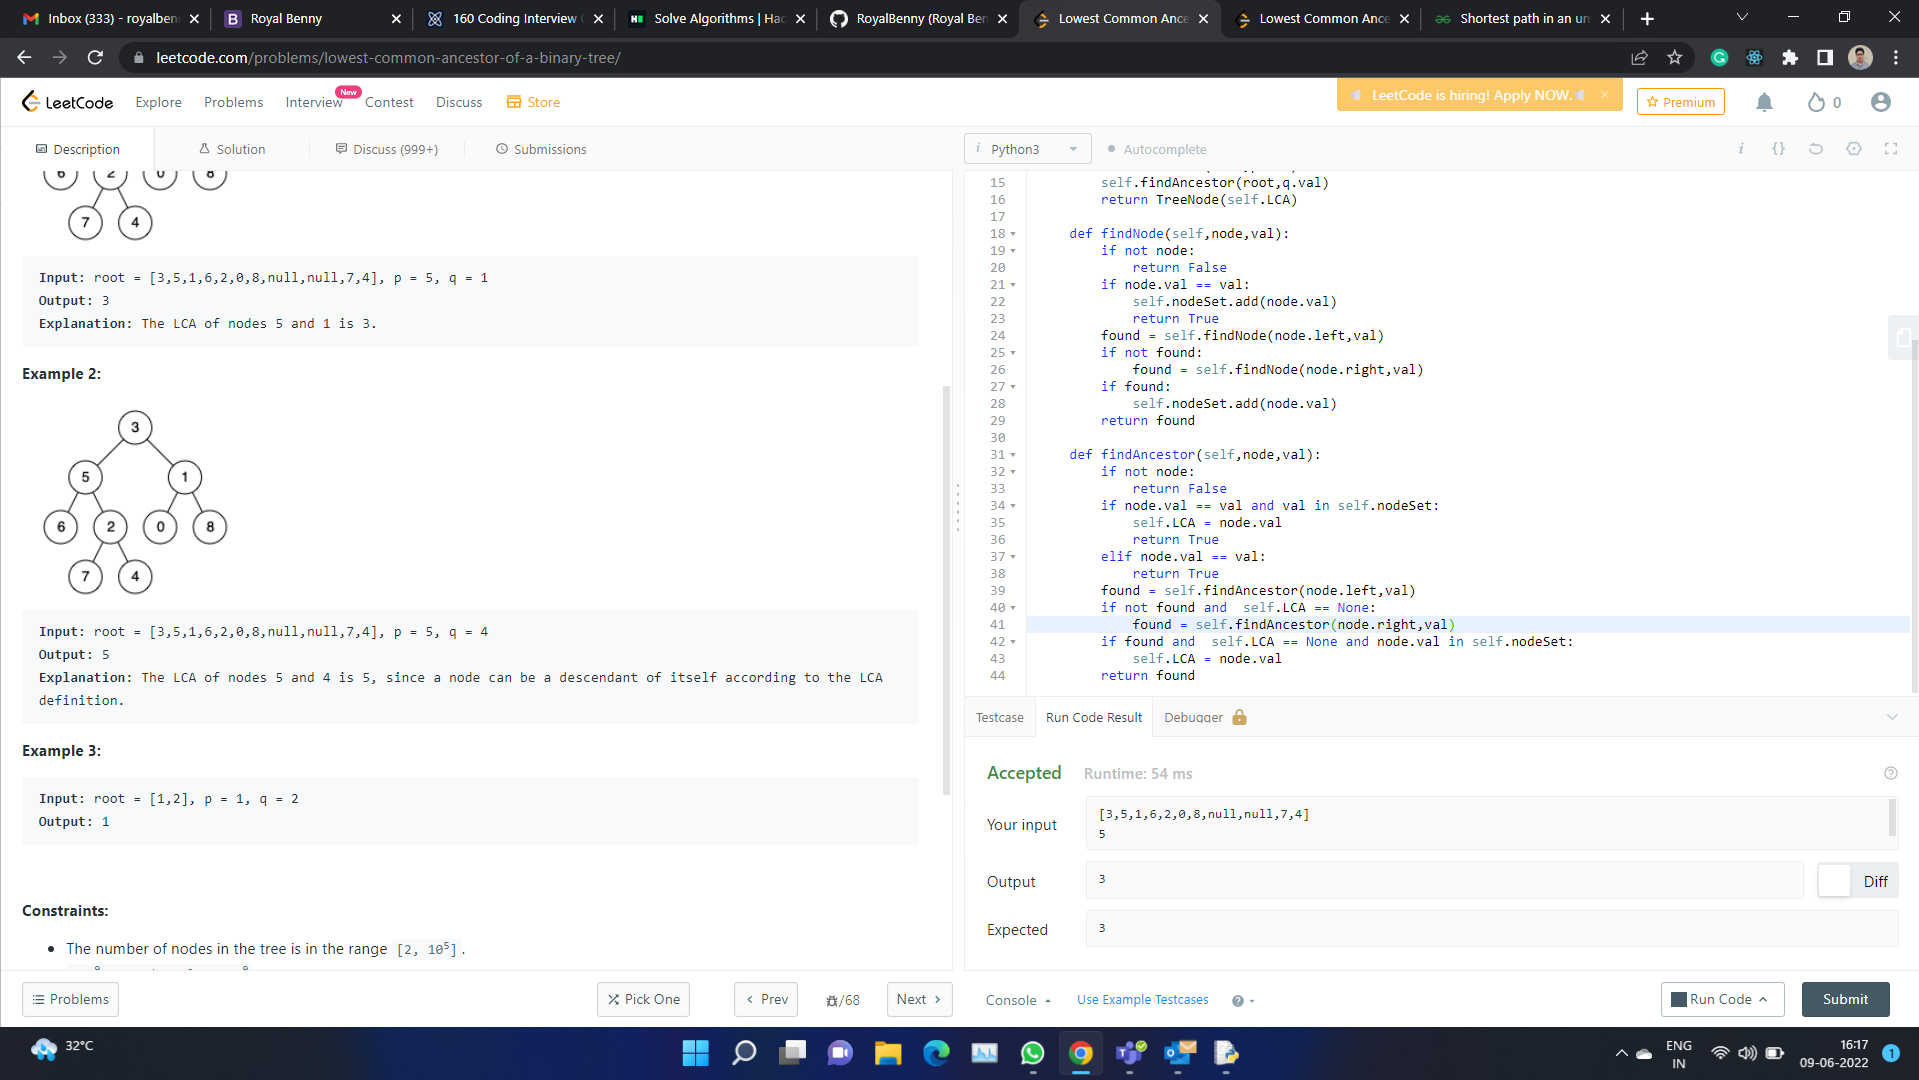 Inbox (333) - royalben
Royal Benny
160 Coding Interview
Solve Algorithms | Hac
RoyalBenny (Royal Ben
Lowest Common Ance
Lowest Common Ance
Shortest path in an un
leetcode.com/problems/lowest-common-ancestor-of-a-binary-tree/
LeetCode
Explore
Problems
Interview
New
Contest
Discuss
Store
LeetCode is hiring! Apply NOW.
Premium
0
Description
Solution
Discuss (999+)
Submissions
Python3
Autocomplete
6 2 0 8
7 4
Input: root = [3,5,1,6,2,0,8,null,null,7,4], p = 5, q = 1
Output: 3
Explanation: The LCA of nodes 5 and 1 is 3.
Example 2:
3
5 1
6 2 0 8
7 4
Input: root = [3,5,1,6,2,0,8,null,null,7,4], p = 5, q = 4
Output: 5
Explanation: The LCA of nodes 5 and 4 is 5, since a node can be a descendant of itself according to the LCA
definition.
Example 3:
Input: root = [1,2], p = 1, q = 2
Output: 1
Constraints:
• The number of nodes in the tree is in the range [2, 10⁵].
15 self.findAncestor(root,q.val)
16 return TreeNode(self.LCA)
17
18 def findNode(self,node,val):
19 if not node:
20 return False
21 if node.val == val:
22 self.nodeSet.add(node.val)
23 return True
24 found = self.findNode(node.left,val)
25 if not found:
26 found = self.findNode(node.right,val)
27 if found:
28 self.nodeSet.add(node.val)
29 return found
30
31 def findAncestor(self,node,val):
32 if not node:
33 return False
34 if node.val == val and val in self.nodeSet:
35 self.LCA = node.val
36 return True
37 elif node.val == val:
38 return True
39 found = self.findAncestor(node.left,val)
40 if not found and  self.LCA == None:
41 found = self.findAncestor(node.right,val)
42 if found and  self.LCA == None and node.val in self.nodeSet:
43 self.LCA = node.val
44 return found
Testcase
Run Code Result
Debugger
Accepted
Runtime: 54 ms
Your input
[3,5,1,6,2,0,8,null,null,7,4]
5
Output
3
Diff
Expected
3
Problems
Pick One
Prev
/68
Next
Console
Use Example Testcases
Run Code
Submit
32°C
ENG
IN
16:17
09-06-2022
1